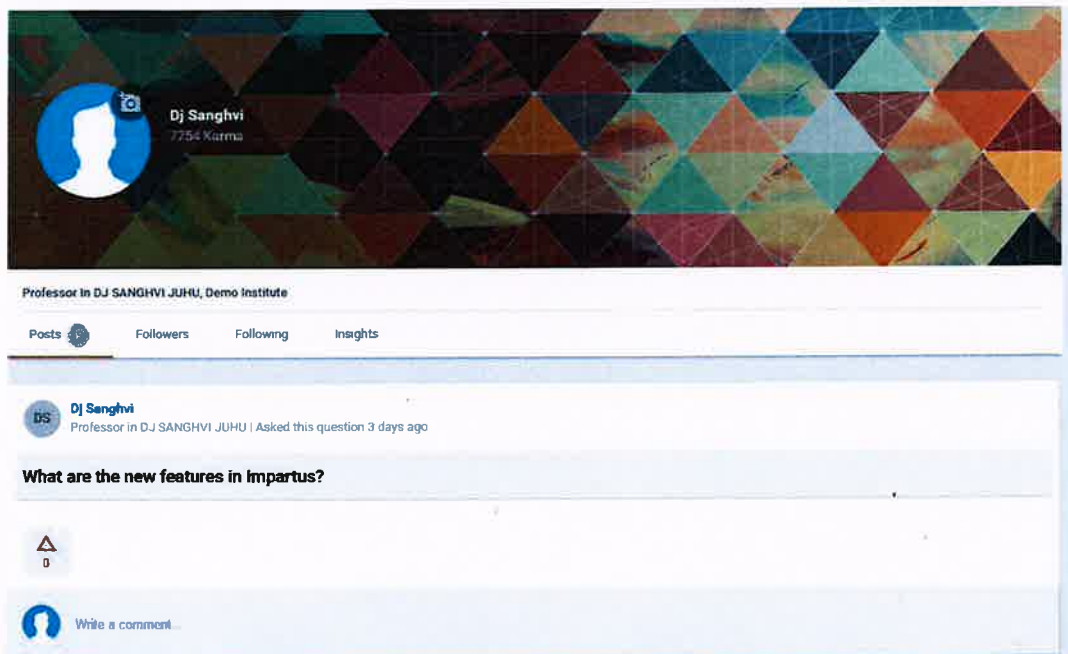 Dj Sanghvi
7754 Karma
Professor in DJ SANGHVI JUHU, Demo Institute
Posts
Followers
Following
Insights
DS
Dj Sanghvi
Professor in DJ SANGHVI JUHU | Asked this question 3 days ago
What are the new features in Impartus?
0
Write a comment...